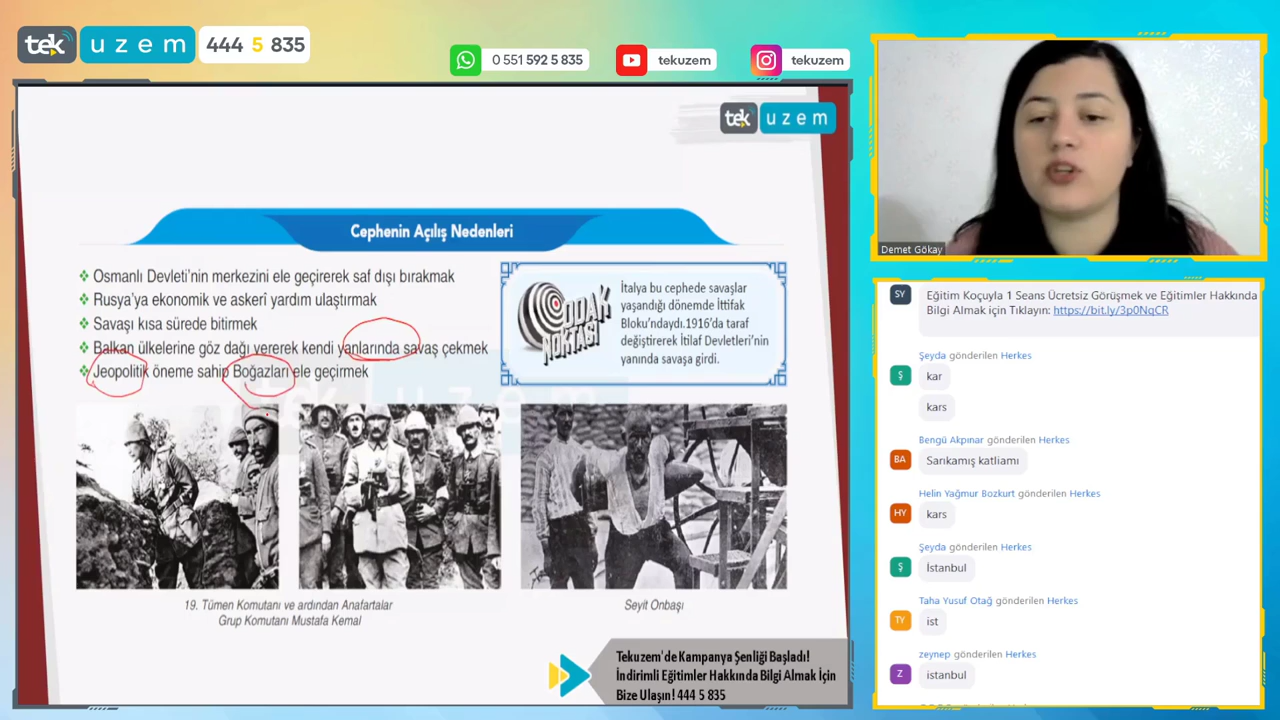 tek uzem 444 5 835
0 551 592 5 835
tekuzem
tekuzem
tek uzem
Cephenin Açılış Nedenleri
Osmanlı Devleti'nin merkezini ele geçirerek saf dışı bırakmak
Rusya'ya ekonomik ve askerî yardım ulaştırmak
Savaşı kısa sürede bitirmek
Balkan ülkelerine göz dağı vererek kendi yanlarında savaş çekmek
Jeopolitik öneme sahip Boğazları ele geçirmek
ODAK
NOKTASI
İtalya bu cephede savaşlar
yaşandığı dönemde İttifak
Bloku'ndaydı.1916'da taraf
değiştirerek İtilaf Devletleri'nin
yanında savaşa girdi.
tek uzem
19. Tümen Komutanı ve ardından Anafartalar
Grup Komutanı Mustafa Kemal
Seyit Onbaşı
Tekuzem'de Kampanya Şenliği Başladı!
İndirimli Eğitimler Hakkında Bilgi Almak İçin
Bize Ulaşın! 444 5 835
Demet Gökay
SY
Eğitim Koçuyla 1 Seans Ücretsiz Görüşmek ve Eğitimler Hakkında
Bilgi Almak için Tıklayın: https://bit.ly/3p0NqCR
Şeyda gönderilen Herkes
Ş
kar
kars
Bengü Akpınar gönderilen Herkes
BA
Sarıkamış katliamı
Helin Yağmur Bozkurt gönderilen Herkes
HY
kars
Şeyda gönderilen Herkes
Ş
İstanbul
Taha Yusuf Otağ gönderilen Herkes
TY
ist
zeynep gönderilen Herkes
Z
istanbul